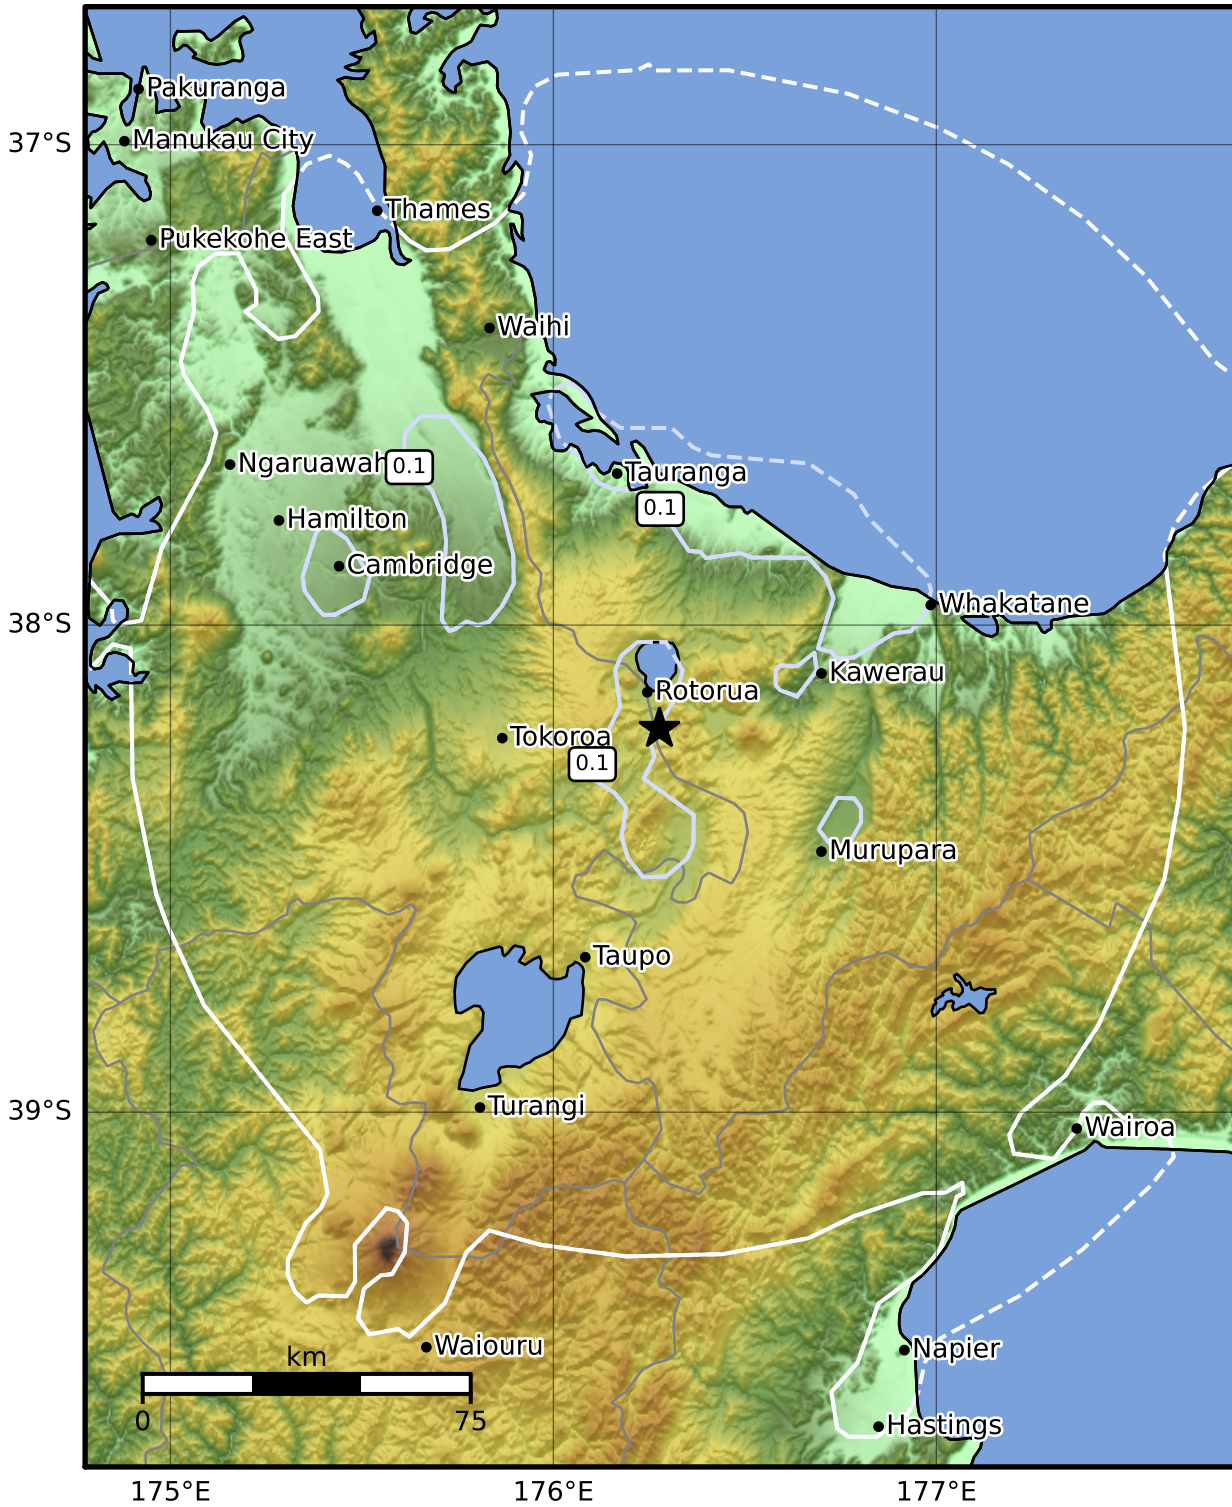 Pakuranga
37°S
Manukau City
Thames
Pukekohe East
Waihi
Ngaruawah
0.1
Tauranga
0.1
Hamilton
Cambridge
38°S
Whakatane
Kawerau
Rotorua
Tokoroa
0.1
Murupara
Taupo
39°S
Turangi
Wairoa
Waiouru
Napier
km
0
75
Hastings
175°E
176°E
177°E